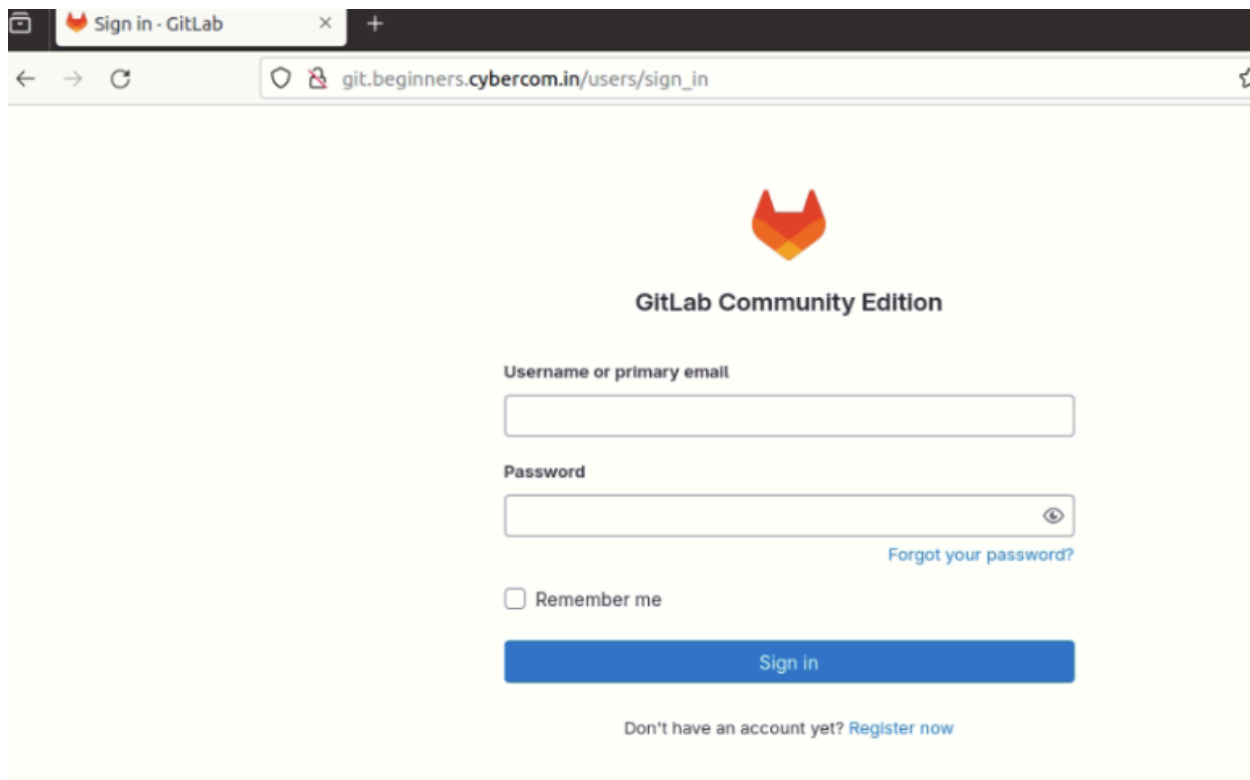 Sign in · GitLab
git.beginners.cybercom.in/users/sign_in
GitLab Community Edition
Username or primary email
Password
Forgot your password?
Remember me
Sign in
Don't have an account yet? Register now